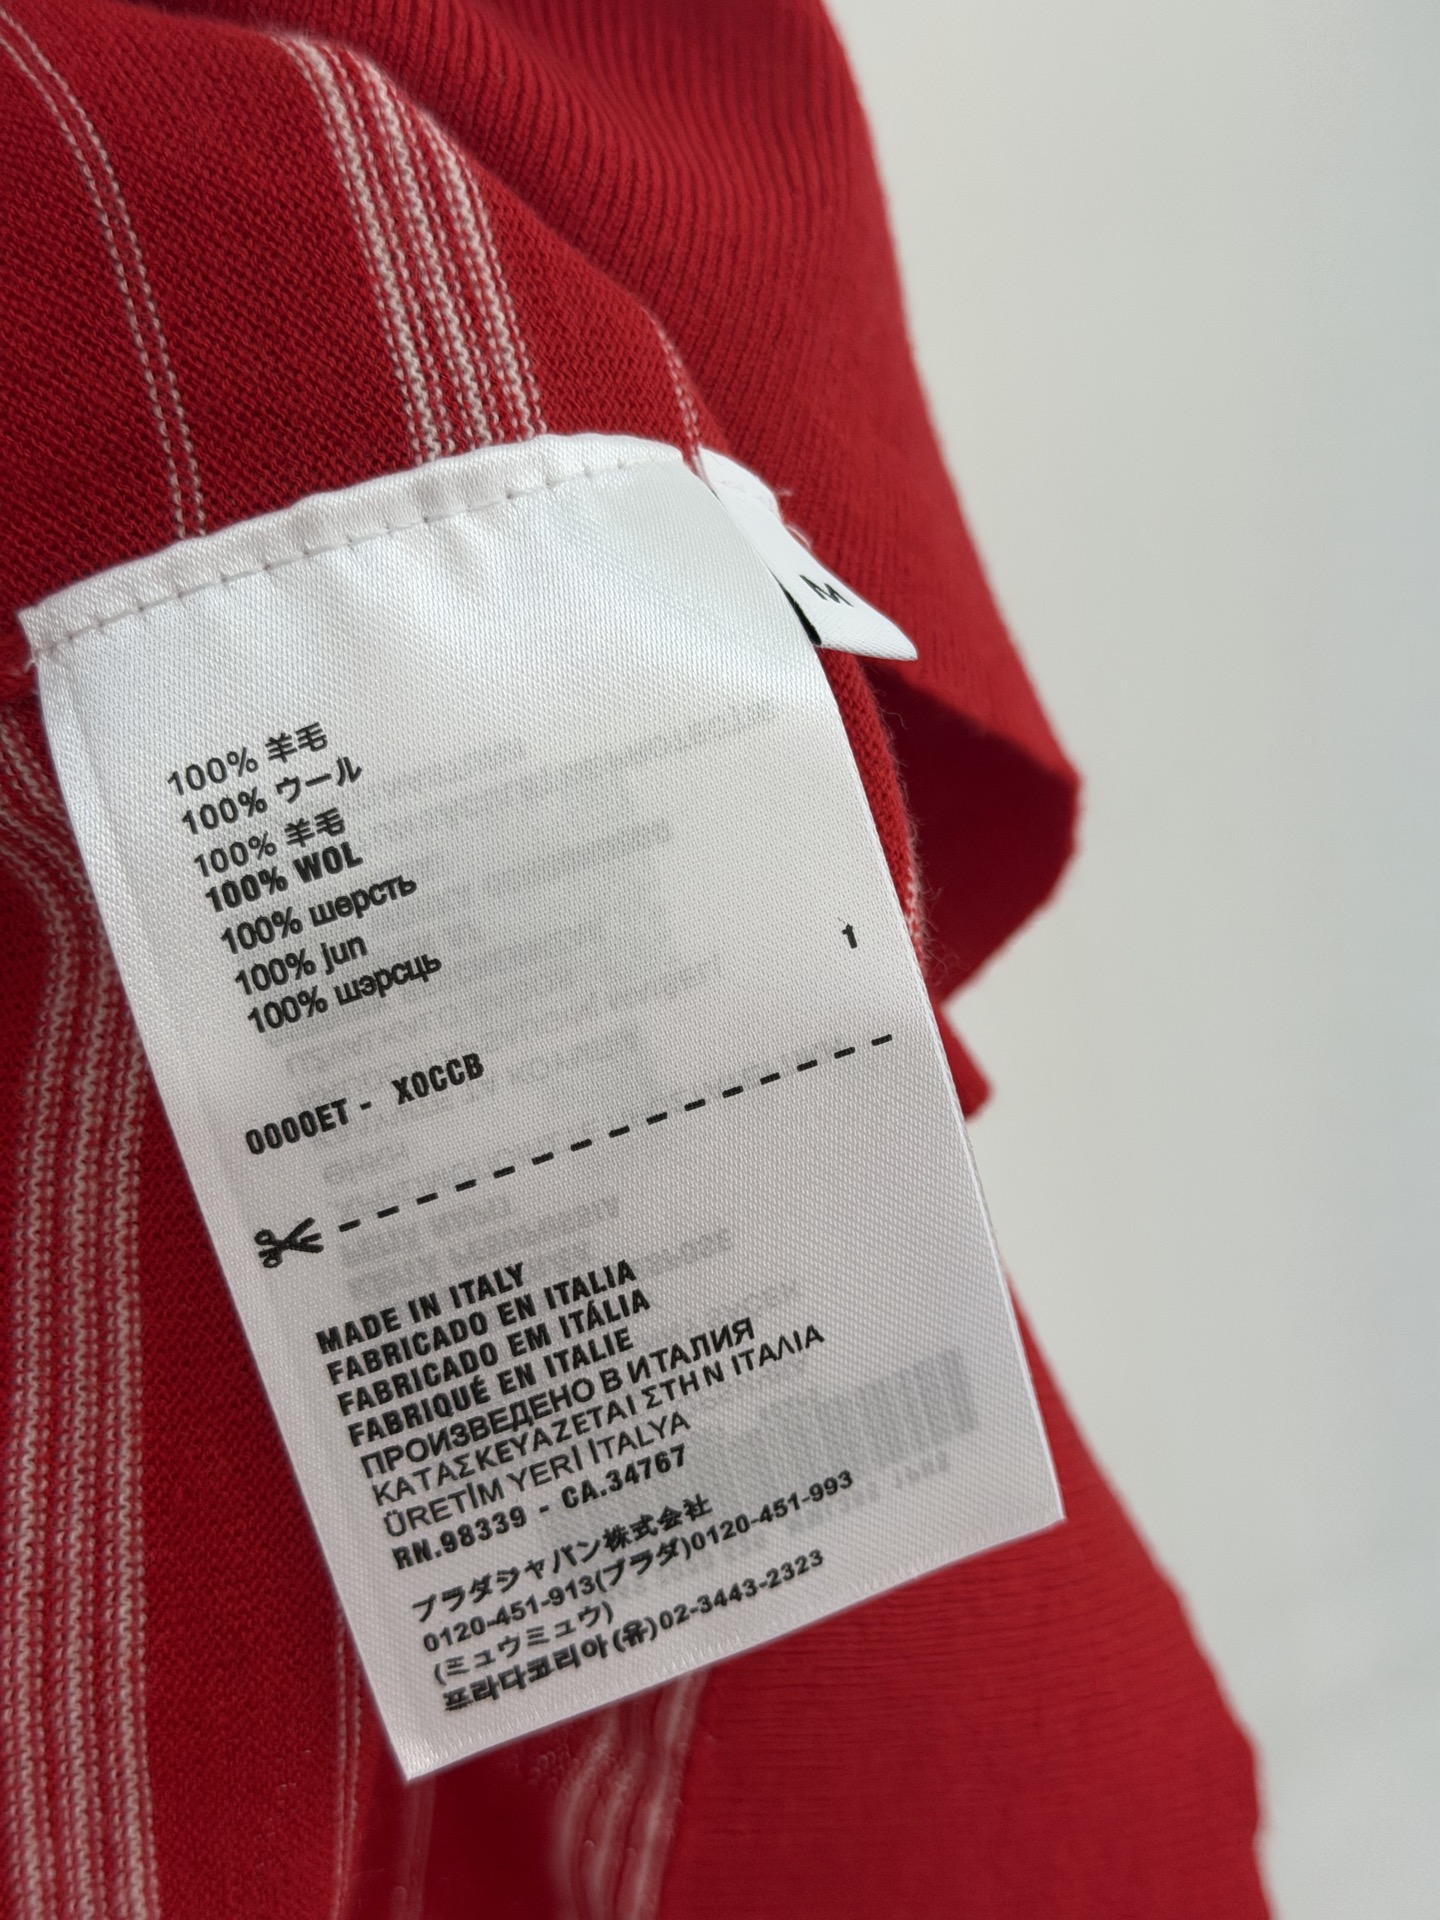 M
100% 羊毛
100% ウール
100% 羊毛
100% WOL
100% шерсть
100% jun
100% шэрсць
1
0000ET - X0CCB
MADE IN ITALY
FABRICADO EN ITALIA
FABRICADO EM ITÁLIA
FABRIQUÉ EN ITALIE
ПРОИЗВЕДЕНО В ИТАЛИЯ
ΚΑΤΑΣΚΕΥΑΖΕΤΑΙ ΣΤΗ Ν ΙΤΑΛΙΑ
ÜRETİM YERİ İTALYA
RN.98339 - CA.34767
プラダジャパン株式会社
0120-451-913(プラダ)0120-451-993
(ミュウミュウ)
프라다코리아(유)02-3443-2323